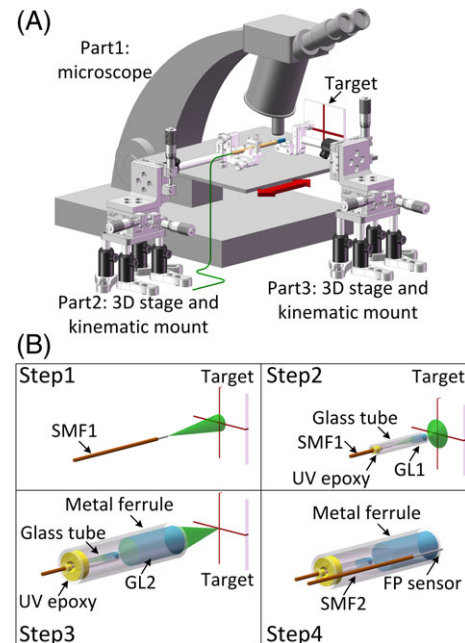 (A)
Part1:
microscope
Target
Part2: 3D stage and
kinematic mount
Part3: 3D stage and
kinematic mount
(B)
Step1
Target
SMF1
Step2
Target
Glass tube
SMF1
UV epoxy
GL1
Metal ferrule
Glass tube
GL2
UV epoxy
Target
Step3
Metal ferrule
FP sensor
SMF2
Step4